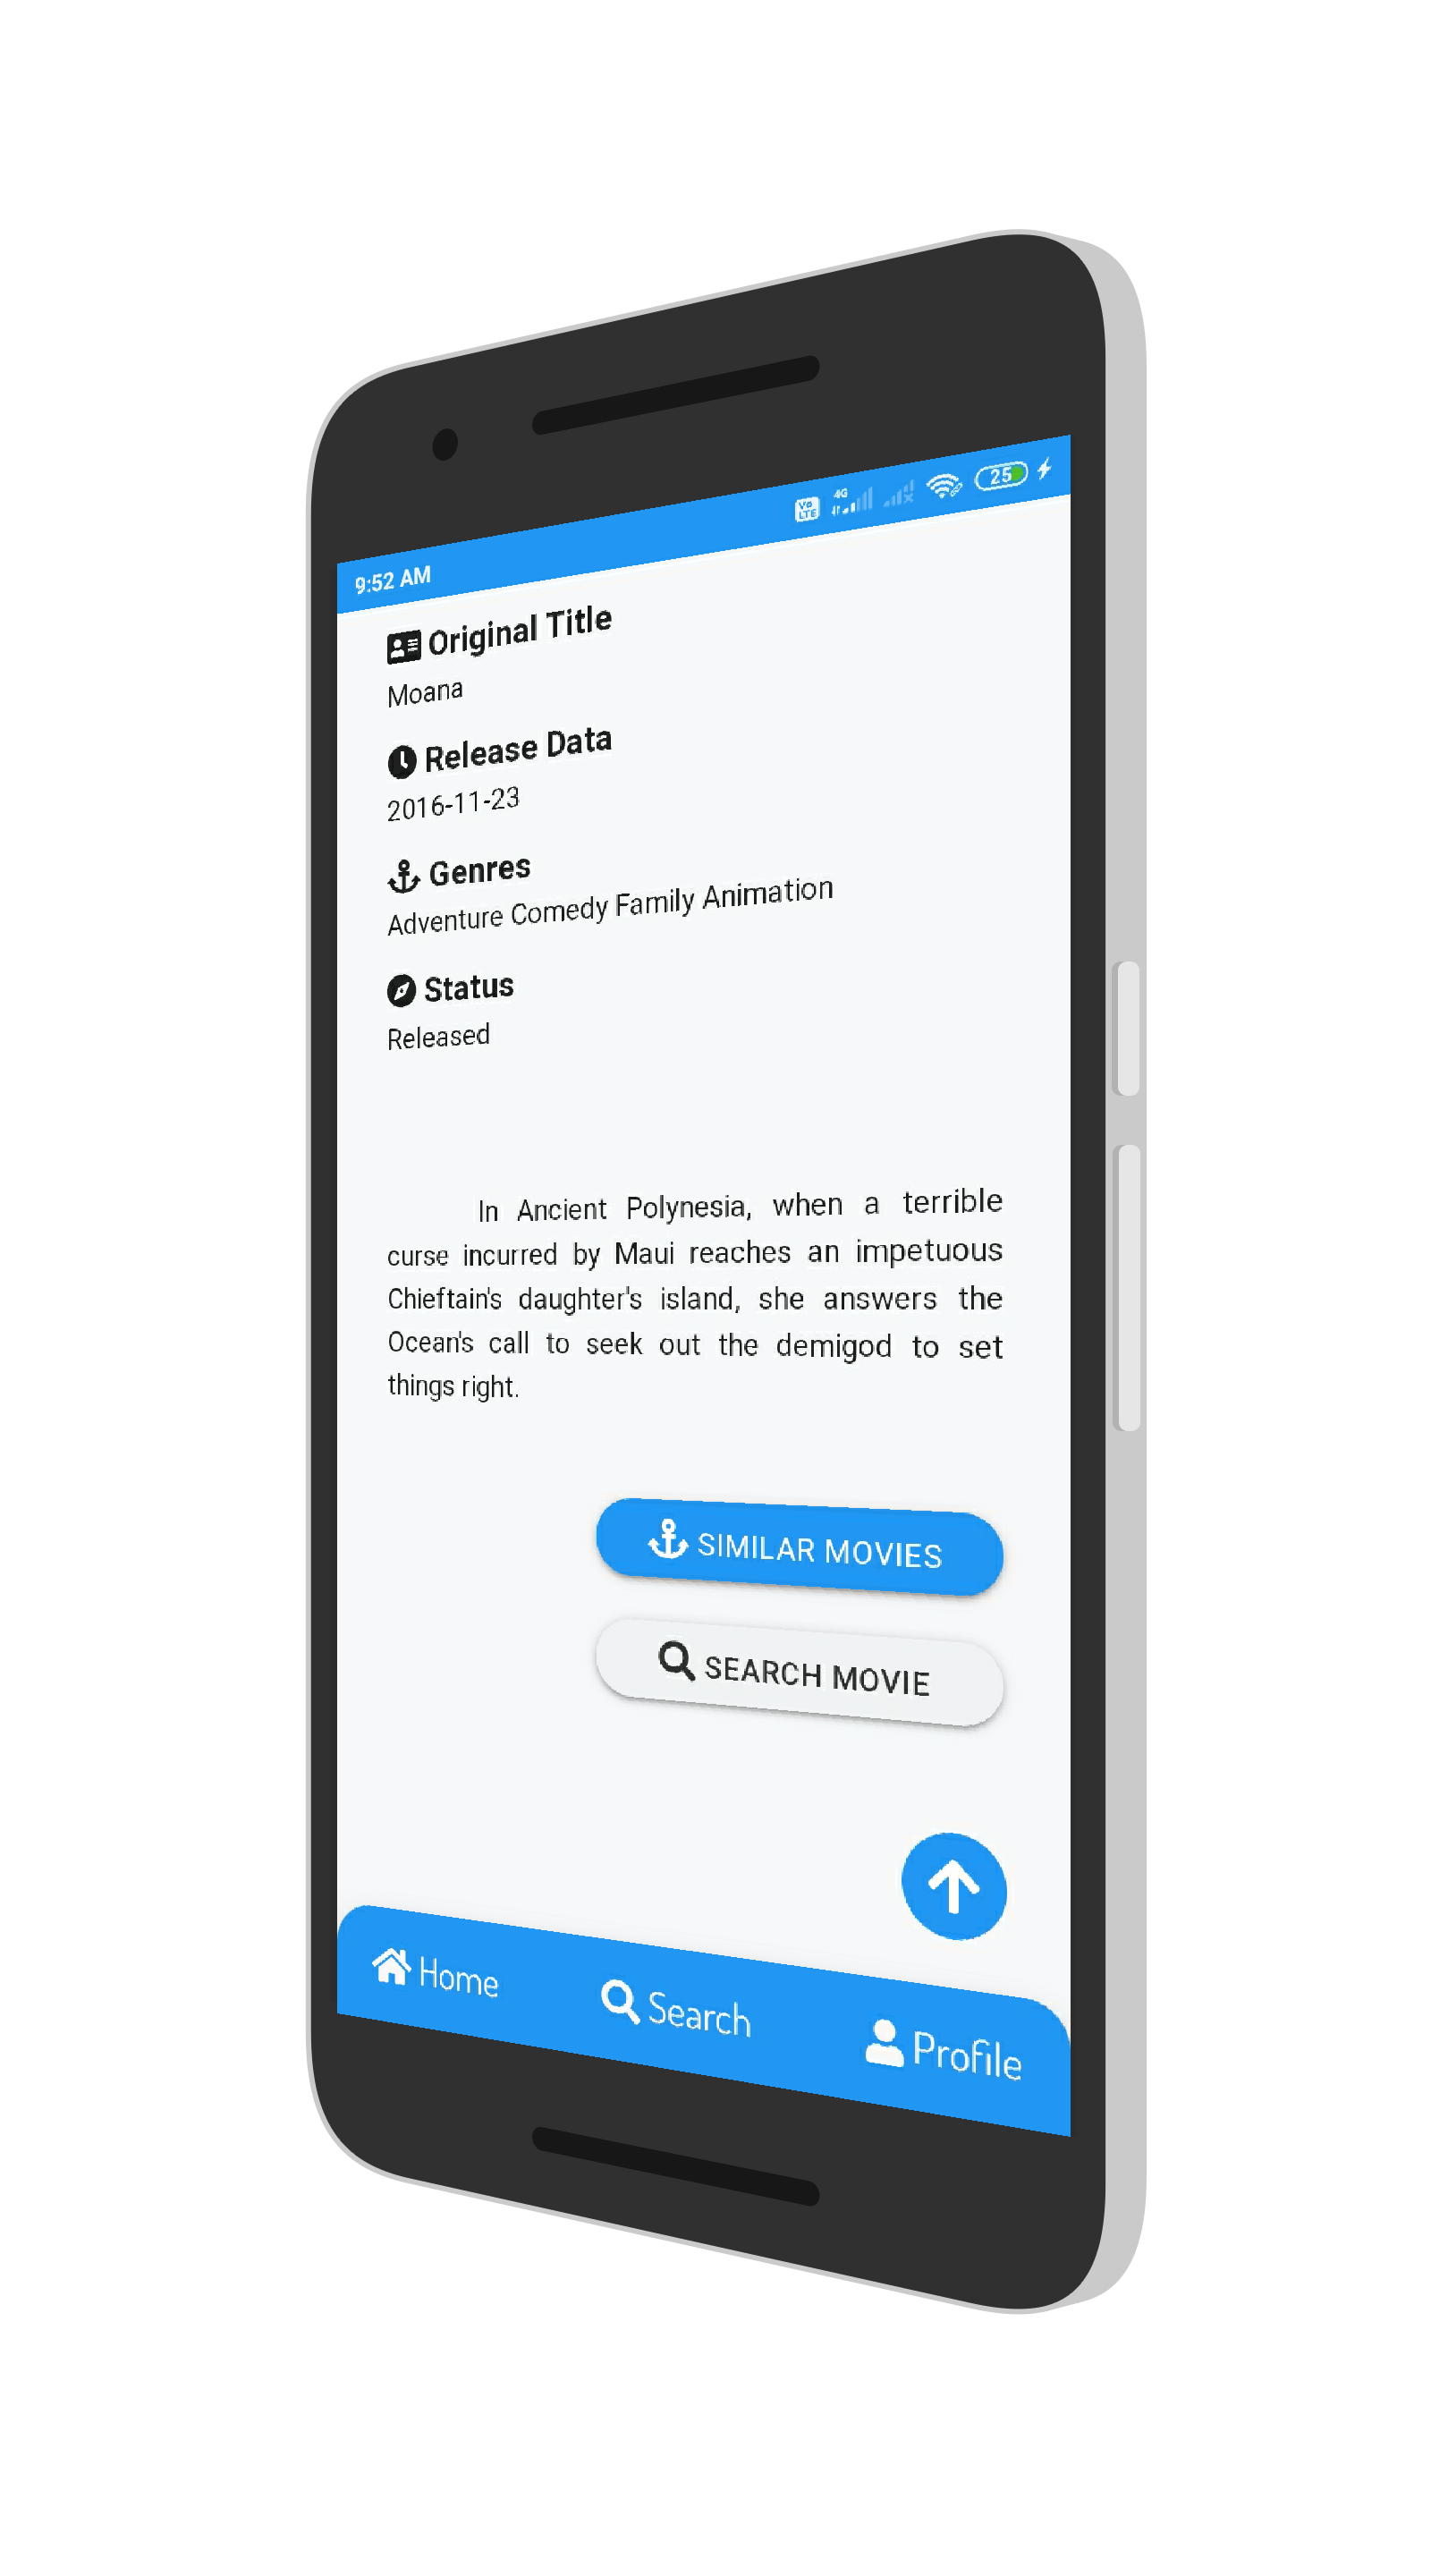 9:52 AM
Vo LTE 4G 25
Original Title
Moana
Release Data
2016-11-23
Genres
Adventure Comedy Family Animation
Status
Released
In Ancient Polynesia, when a terrible
curse incurred by Maui reaches an impetuous
Chieftain's daughter's island, she answers the
Ocean's call to seek out the demigod to set
things right.
SIMILAR MOVIES
SEARCH MOVIE
Home Search Profile